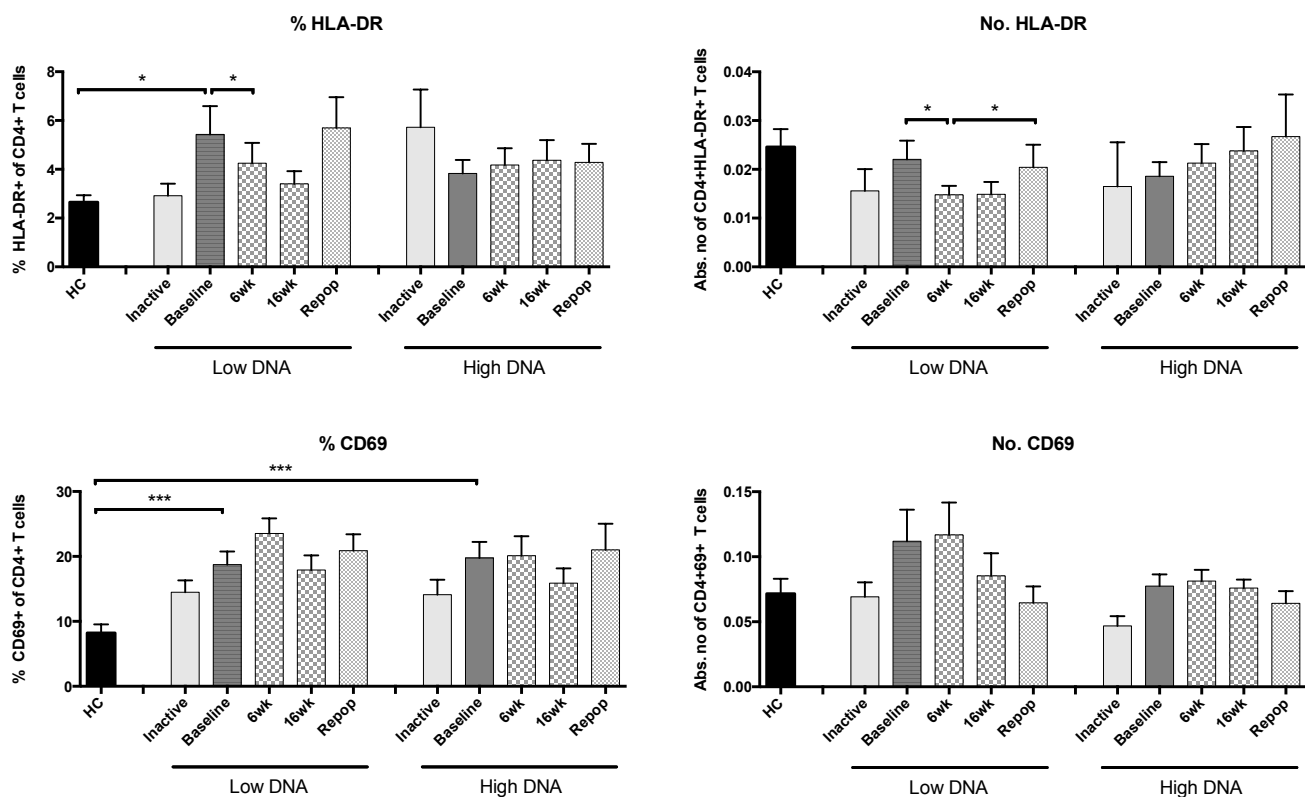 % HLA-DR
% HLA-DR+ of CD4+ T cells
8
6
4
2
0
* *
HC Inactive Baseline 6wk 16wk Repop Inactive Baseline 6wk 16wk Repop
Low DNA High DNA
No. HLA-DR
Abs. no of CD4+HLA-DR+ T cells
0.04
0.03
0.02
0.01
0.00
* *
HC Inactive Baseline 6wk 16wk Repop Inactive Baseline 6wk 16wk Repop
Low DNA High DNA
% CD69
% CD69+ of CD4+ T cells
30
20
10
0
***
***
HC Inactive Baseline 6wk 16wk Repop Inactive Baseline 6wk 16wk Repop
Low DNA High DNA
No. CD69
Abs. no of CD4+69+ T cells
0.15
0.10
0.05
0.00
HC Inactive Baseline 6wk 16wk Repop Inactive Baseline 6wk 16wk Repop
Low DNA High DNA